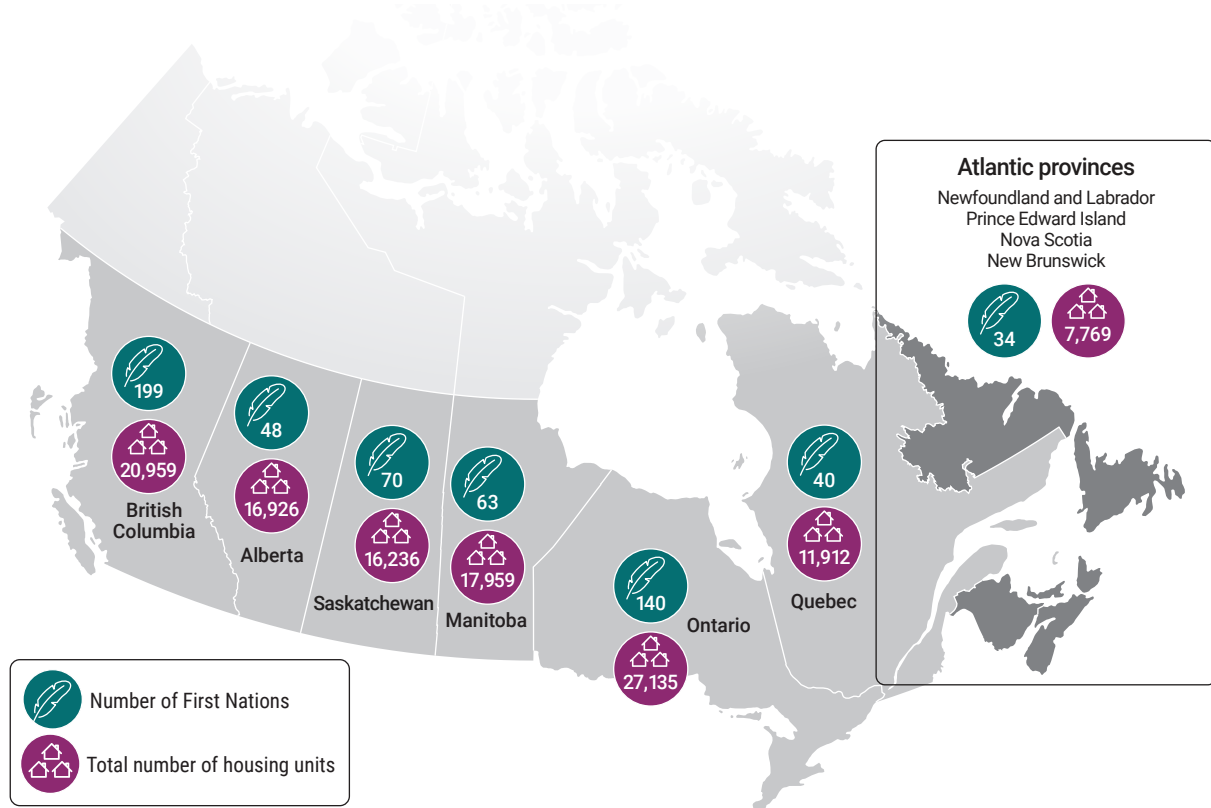 Atlantic provinces
Newfoundland and Labrador
Prince Edward Island
Nova Scotia
New Brunswick
34
7,769
199
20,959
British
Columbia
48
16,926
Alberta
70
16,236
Saskatchewan
63
17,959
Manitoba
140
27,135
Ontario
40
11,912
Quebec
Number of First Nations
Total number of housing units